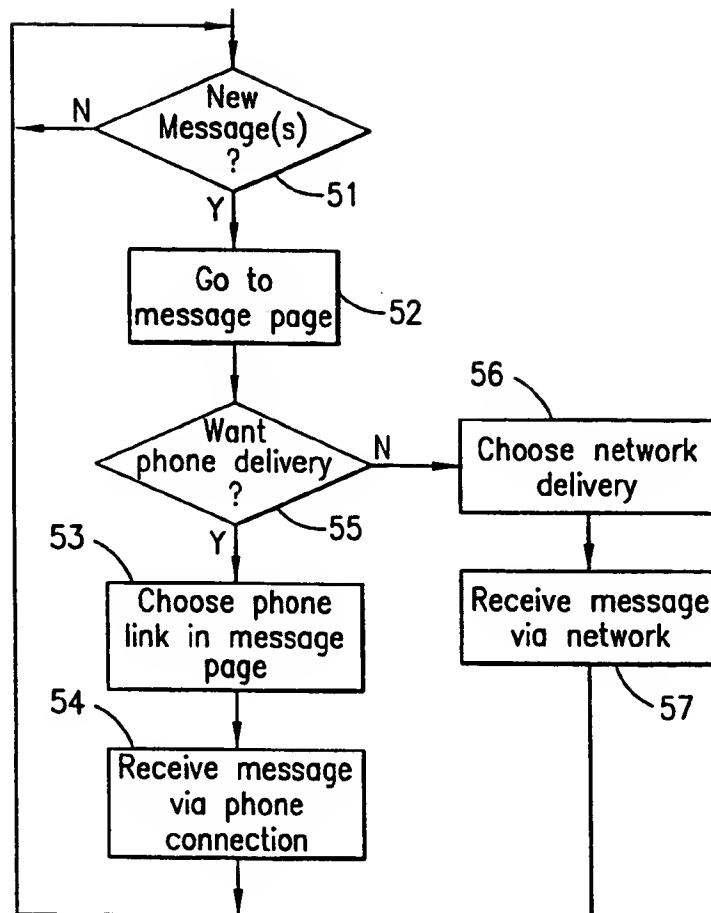 N
New
Message(s)
?
51
Y
Go to
message page
52
Want
phone delivery
?
N
55
Y
56
Choose network
delivery
53
Choose phone
link in message
page
Receive message
via network
57
54
Receive message
via phone
connection